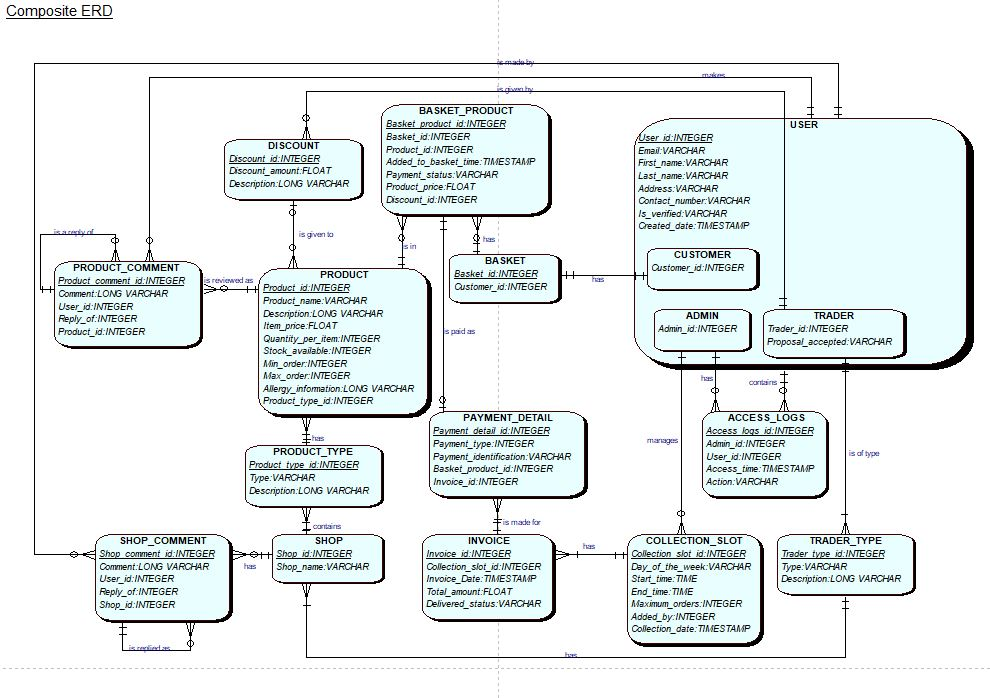 Composite ERD
is made by
makes
is given by
BASKET_PRODUCT
Basket_product_id:INTEGER
Basket_id:INTEGER
Product_id:INTEGER
Added_to_basket_time:TIMESTAMP
Payment_status:VARCHAR
Product_price:FLOAT
Discount_id:INTEGER
USER
User_id:INTEGER
Email:VARCHAR
First_name:VARCHAR
Last_name:VARCHAR
Address:VARCHAR
Contact_number:VARCHAR
Is_verified:VARCHAR
Created_date:TIMESTAMP
DISCOUNT
Discount_id:INTEGER
Discount_amount:FLOAT
Description:LONG VARCHAR
is a reply of
is given to
is in
has
PRODUCT_COMMENT
Product_comment_id:INTEGER
Comment:LONG VARCHAR
User_id:INTEGER
Reply_of:INTEGER
Product_id:INTEGER
is reviewed as
PRODUCT
Product_id:INTEGER
Product_name:VARCHAR
Description:LONG VARCHAR
Item_price:FLOAT
Quantity_per_item:INTEGER
Stock_available:INTEGER
Min_order:INTEGER
Max_order:INTEGER
Allergy_information:LONG VARCHAR
Product_type_id:INTEGER
BASKET
Basket_id:INTEGER
Customer_id:INTEGER
has
CUSTOMER
Customer_id:INTEGER
ADMIN
Admin_id:INTEGER
TRADER
Trader_id:INTEGER
Proposal_accepted:VARCHAR
is paid as
has
contains
PAYMENT_DETAIL
Payment_detail_id:INTEGER
Payment_type:INTEGER
Payment_identification:VARCHAR
Basket_product_id:INTEGER
Invoice_id:INTEGER
ACCESS_LOGS
Access_logs_id:INTEGER
Admin_id:INTEGER
User_id:INTEGER
Access_time:TIMESTAMP
Action:VARCHAR
manages
is of type
has
PRODUCT_TYPE
Product_type_id:INTEGER
Type:VARCHAR
Description:LONG VARCHAR
contains
is made for
SHOP_COMMENT
Shop_comment_id:INTEGER
Comment:LONG VARCHAR
User_id:INTEGER
Reply_of:INTEGER
Shop_id:INTEGER
has
SHOP
Shop_id:INTEGER
Shop_name:VARCHAR
INVOICE
Invoice_id:INTEGER
Collection_slot_id:INTEGER
Invoice_Date:TIMESTAMP
Total_amount:FLOAT
Delivered_status:VARCHAR
has
COLLECTION_SLOT
Collection_slot_id:INTEGER
Day_of_the_week:VARCHAR
Start_time:TIME
End_time:TIME
Maximum_orders:INTEGER
Added_by:INTEGER
Collection_date:TIMESTAMP
TRADER_TYPE
Trader_type_id:INTEGER
Type:VARCHAR
Description:LONG VARCHAR
is replied as
has